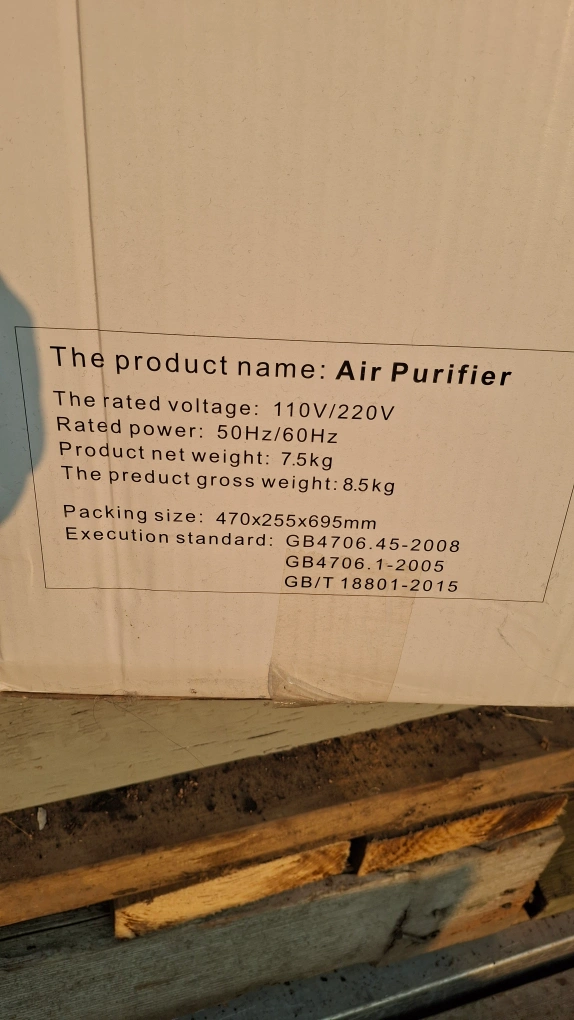 The product name: Air Purifier
The rated voltage: 110V/220V
Rated power: 50Hz/60Hz
Product net weight: 7.5kg
The preduct gross weight:8.5kg
Packing size: 470x255x695mm
Execution standard: GB4706.45-2008
GB4706.1-2005
GB/T 18801-2015